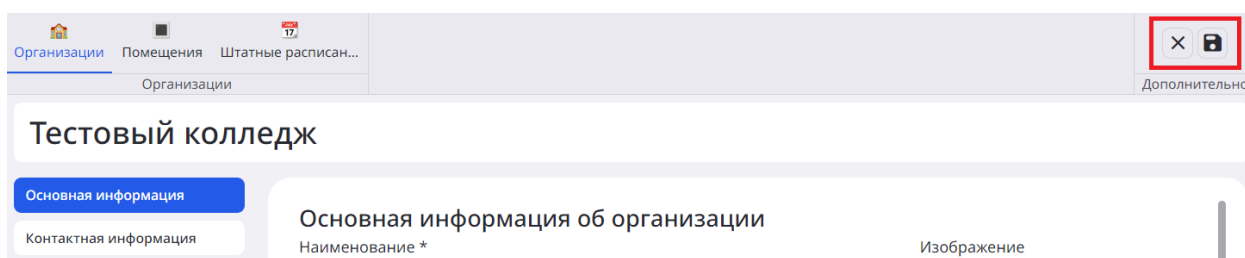 Организации Помещения Штатные расписан...
Организации
Дополнительно
Тестовый колледж
Основная информация
Контактная информация
Основная информация об организации
Наименование *
Изображение